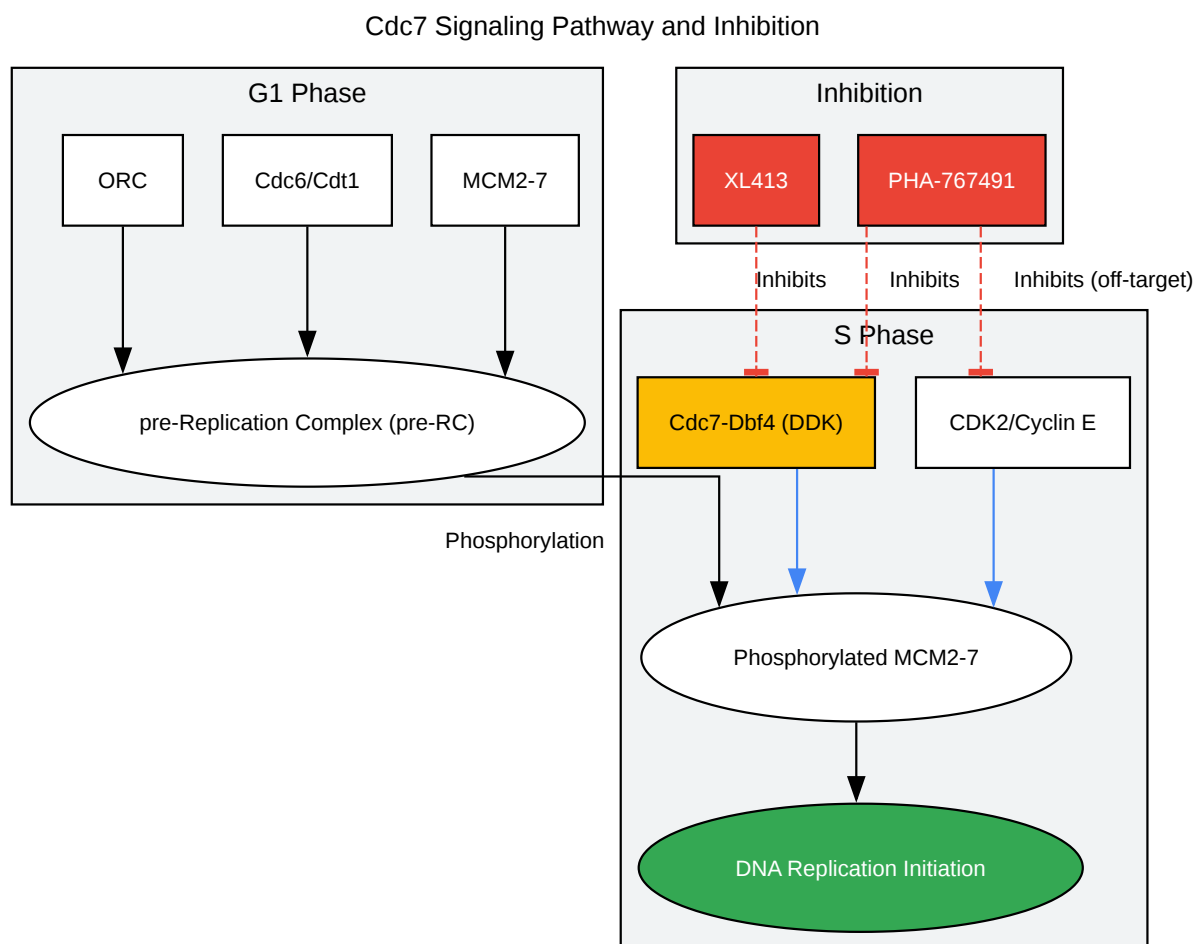 Cdc7 Signaling Pathway and Inhibition
G1 Phase
ORC
Cdc6/Cdt1
MCM2-7
pre-Replication Complex (pre-RC)
Inhibition
XL413
PHA-767491
Inhibits
Inhibits
Inhibits (off-target)
S Phase
Cdc7-Dbf4 (DDK)
CDK2/Cyclin E
Phosphorylation
Phosphorylated MCM2-7
DNA Replication Initiation